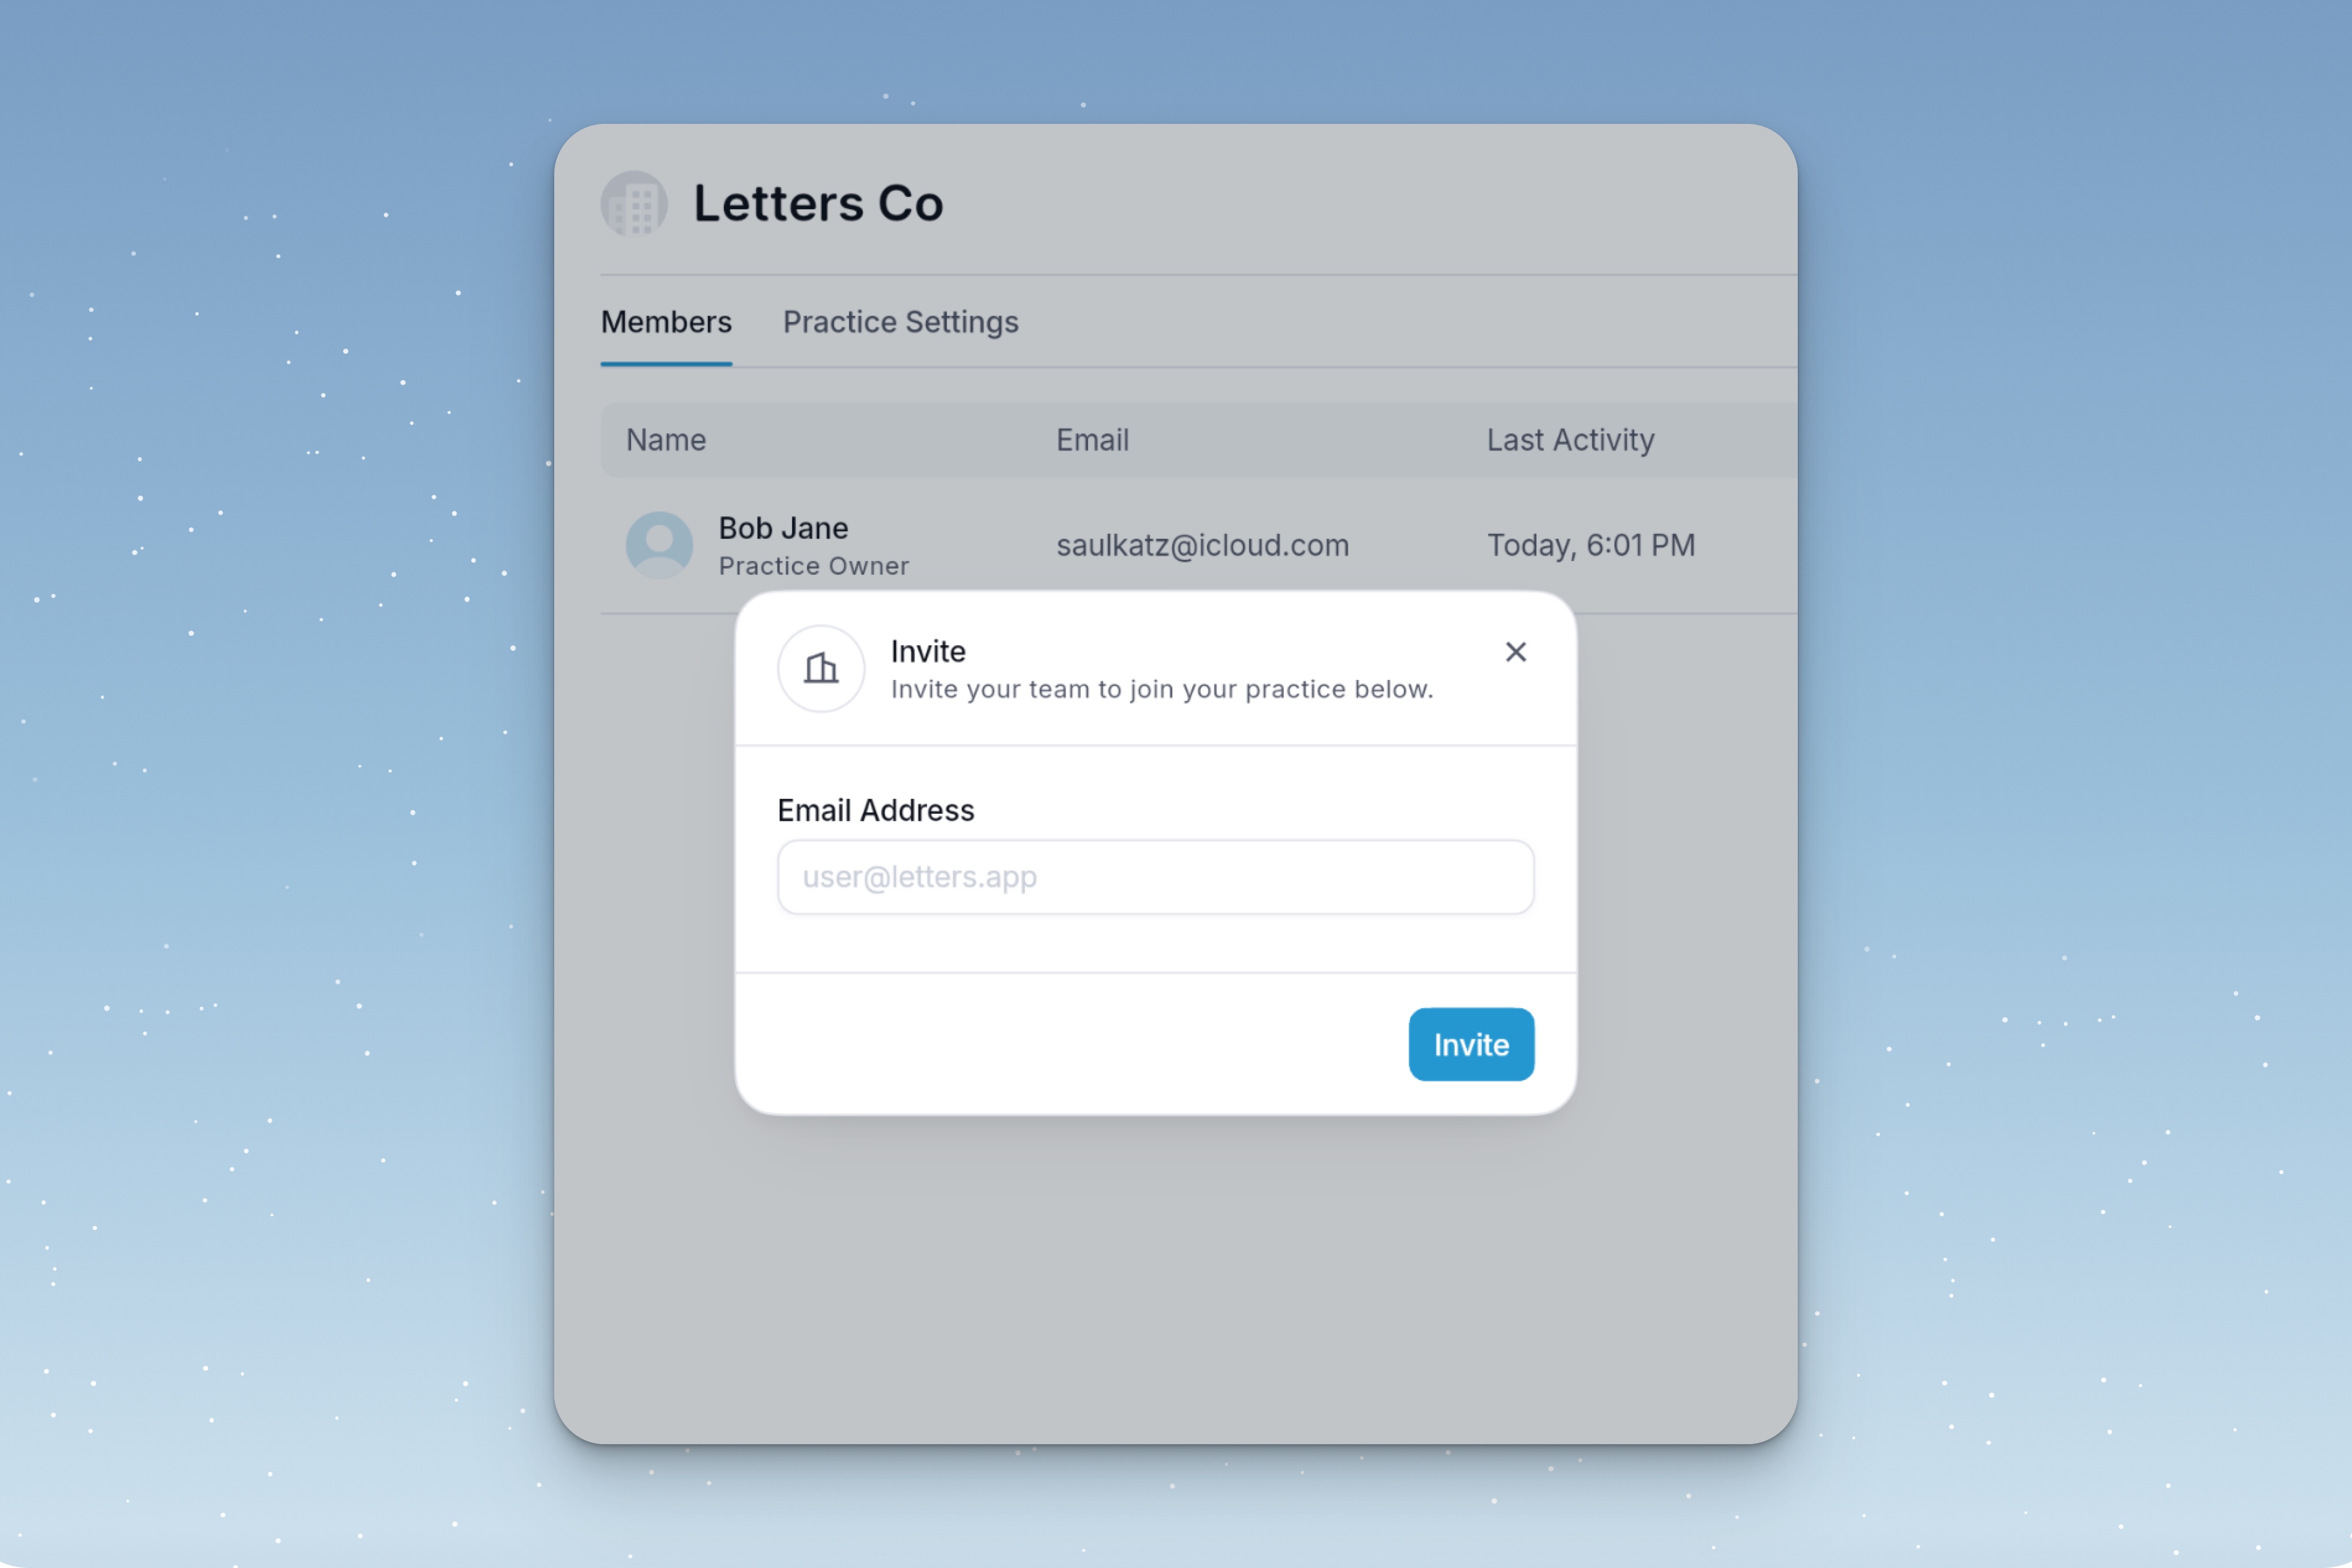 Letters Co
Members Practice Settings
Name Email Last Activity
Bob Jane
Practice Owner
saulkatz@icloud.com
Today, 6:01 PM
Invite
Invite your team to join your practice below.
Email Address
user@letters.app
Invite